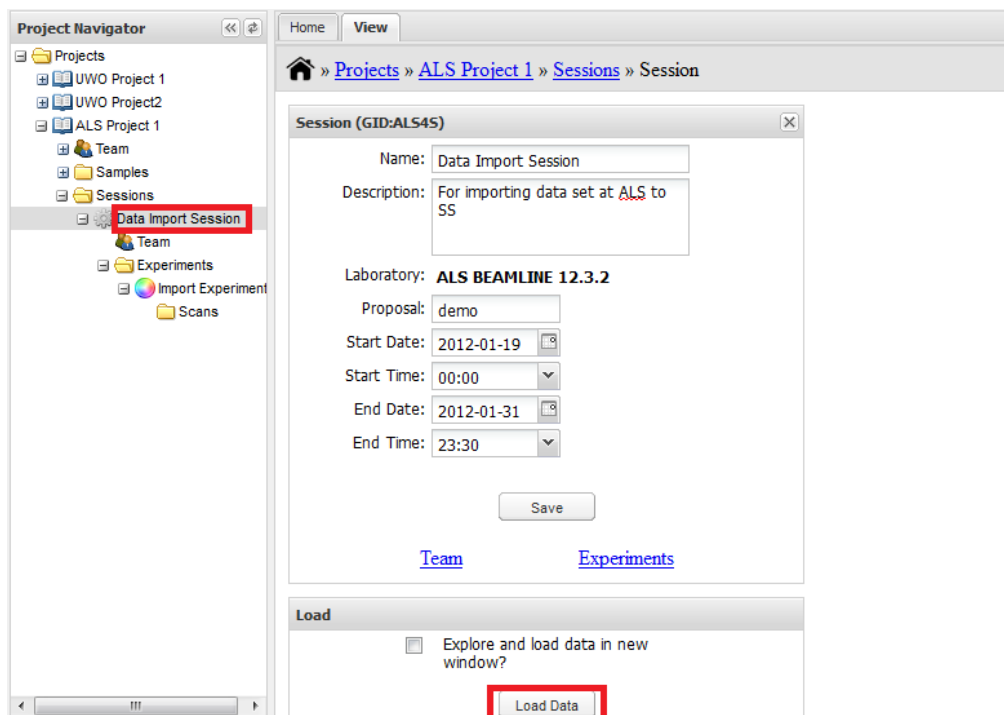 Project Navigator
Projects
UWO Project 1
UWO Project2
ALS Project 1
Team
Samples
Sessions
Data Import Session
Team
Experiments
Import Experiment
Scans
Home View
» Projects » ALS Project 1 » Sessions » Session
Session (GID:ALS4S)
Name: Data Import Session
Description: For importing data set at ALS to
SS
Laboratory: ALS BEAMLINE 12.3.2
Proposal: demo
Start Date: 2012-01-19
Start Time: 00:00
End Date: 2012-01-31
End Time: 23:30
Save
Team Experiments
Load
Explore and load data in new
window?
Load Data